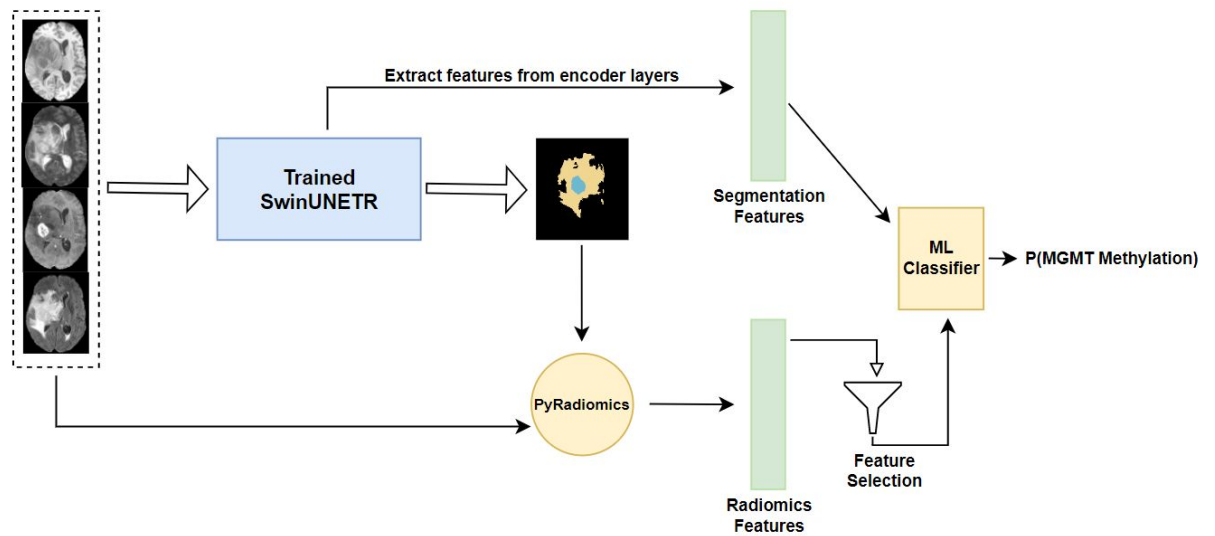 Extract features from encoder layers
Trained
SwinUNETR
Segmentation
Features
ML
Classifier
P(MGMT Methylation)
PyRadiomics
Feature
Selection
Radiomics
Features